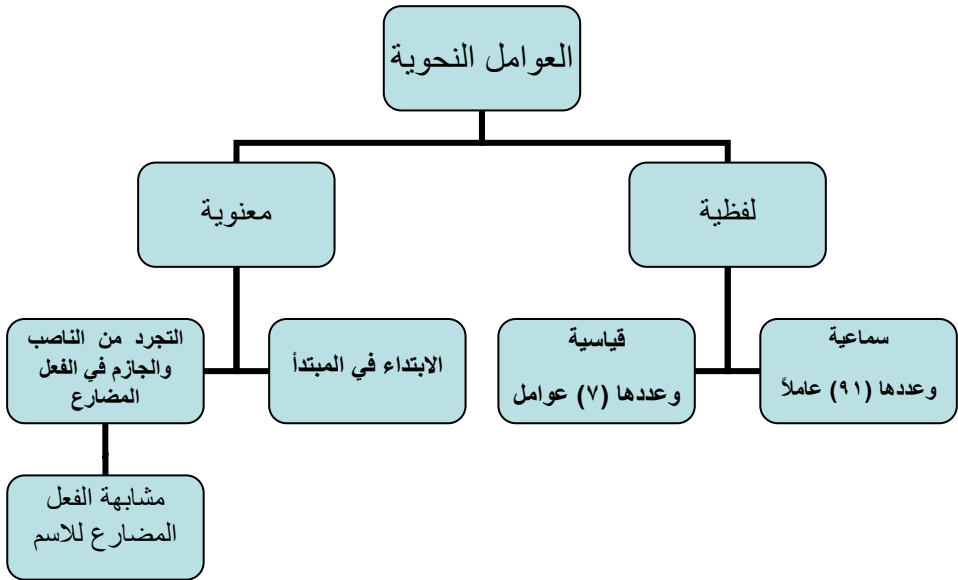 العوامل النحوية
لفظية
معنوية
سماعية
وعددها (٩١) عاملاً
قياسية
وعددها (٧) عوامل
الابتداء في المبتدأ
التجرد من الناصب
والجازم في الفعل
المضارع
مشابهة الفعل
المضارع للاسم